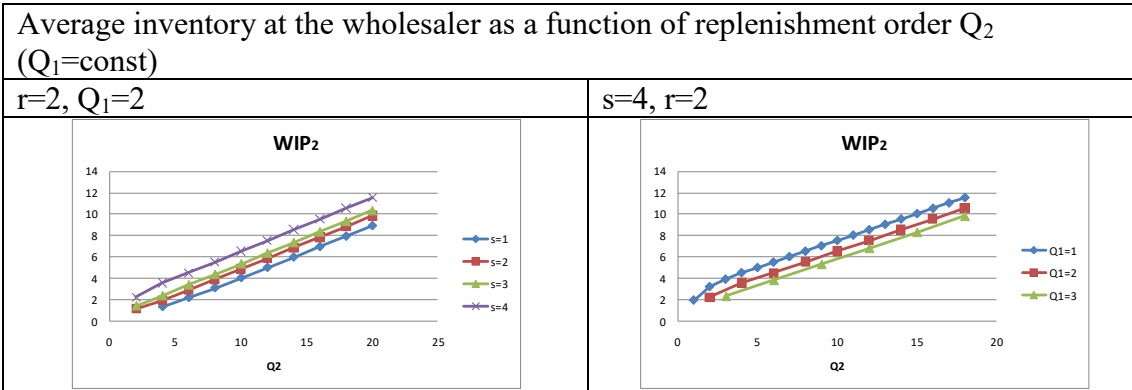 Average inventory at the wholesaler as a function of replenishment order Q₂
(Q₁=const)
r=2, Q₁=2
s=4, r=2
WIP₂
14
12
10
8
6
4
2
0
0 5 10 15 20 25
Q2
s=1
s=2
s=3
s=4
WIP₂
14
12
10
8
6
4
2
0
0 5 10 15 20
Q2
Q1=1
Q1=2
Q1=3